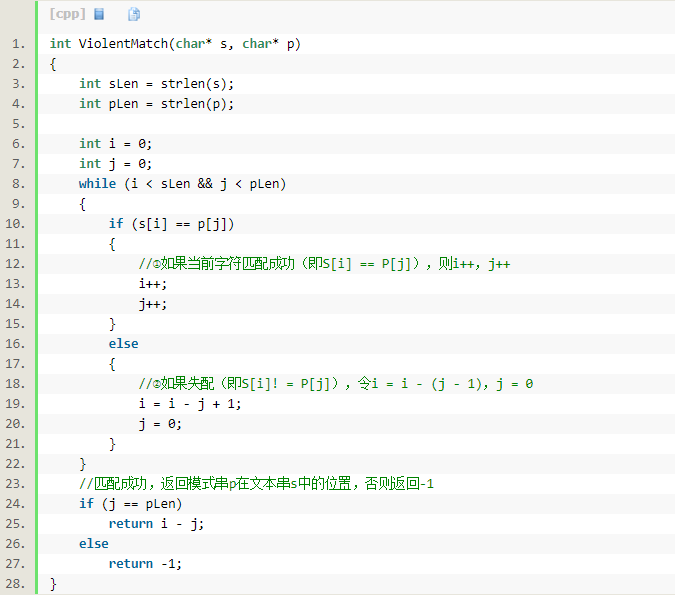 [cpp]
1. int ViolentMatch(char* s, char* p)
2. {
3.     int sLen = strlen(s);
4.     int pLen = strlen(p);
5.
6.     int i = 0;
7.     int j = 0;
8.     while (i < sLen && j < pLen)
9.     {
10.         if (s[i] == p[j])
11.         {
12.             //①如果当前字符匹配成功（即S[i] == P[j]），则i++，j++
13.             i++;
14.             j++;
15.         }
16.         else
17.         {
18.             //②如果失配（即S[i]! = P[j]），令i = i - (j - 1)，j = 0
19.             i = i - j + 1;
20.             j = 0;
21.         }
22.     }
23.     //匹配成功，返回模式串p在文本串s中的位置，否则返回-1
24.     if (j == pLen)
25.         return i - j;
26.     else
27.         return -1;
28. }